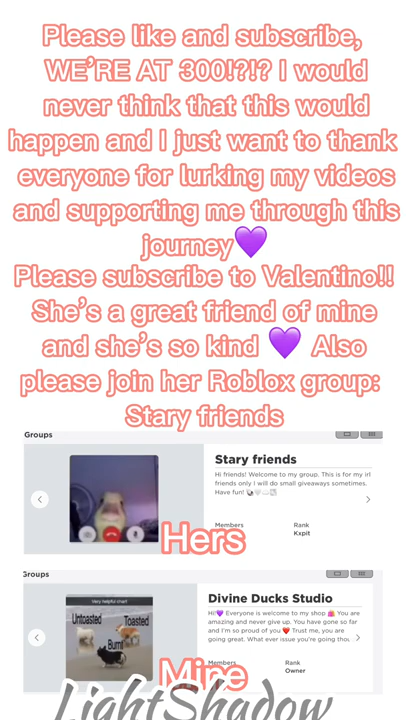 Please like and subscribe,
WE'RE AT 300!?!? I would
never think that this would
happen and I just want to thank
everyone for lurking my videos
and supporting me through this
journey💜
Please subscribe to Valentino!!
She's a great friend of mine
and she's so kind 💜 Also
please join her Roblox group:
Stary friends
Groups
Stary friends
Hi friends! Welcome to my group. This is for my irl
friends only I will do small giveaways sometimes.
Have fun!
Members
Rank
Kxpit
Hers
Groups
Divine Ducks Studio
Very helpful chart
Untoasted
Toasted
Burnt
Hi!💜 Everyone is welcome to my shop 🛍️ You are
amazing and never give up. You have gone so far
and I'm so proud of you ❤️ Trust me, you are
going great. What ever issue you're going thou
Members
Rank
Owner
Mine
LightShadow